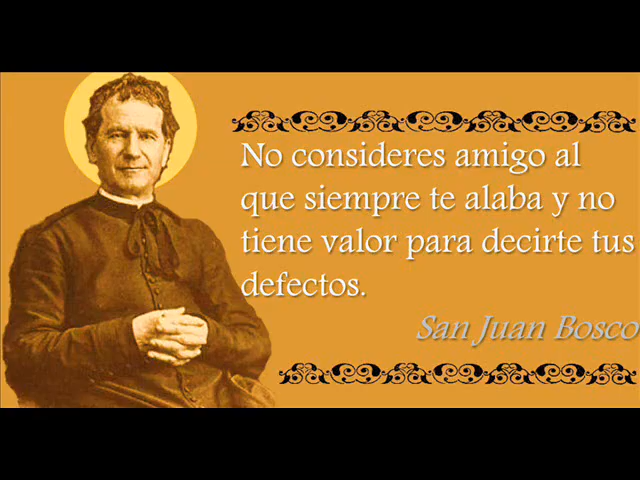 No consideres amigo al
que siempre te alaba y no
tiene valor para decirte tus
defectos.
San Juan Bosco